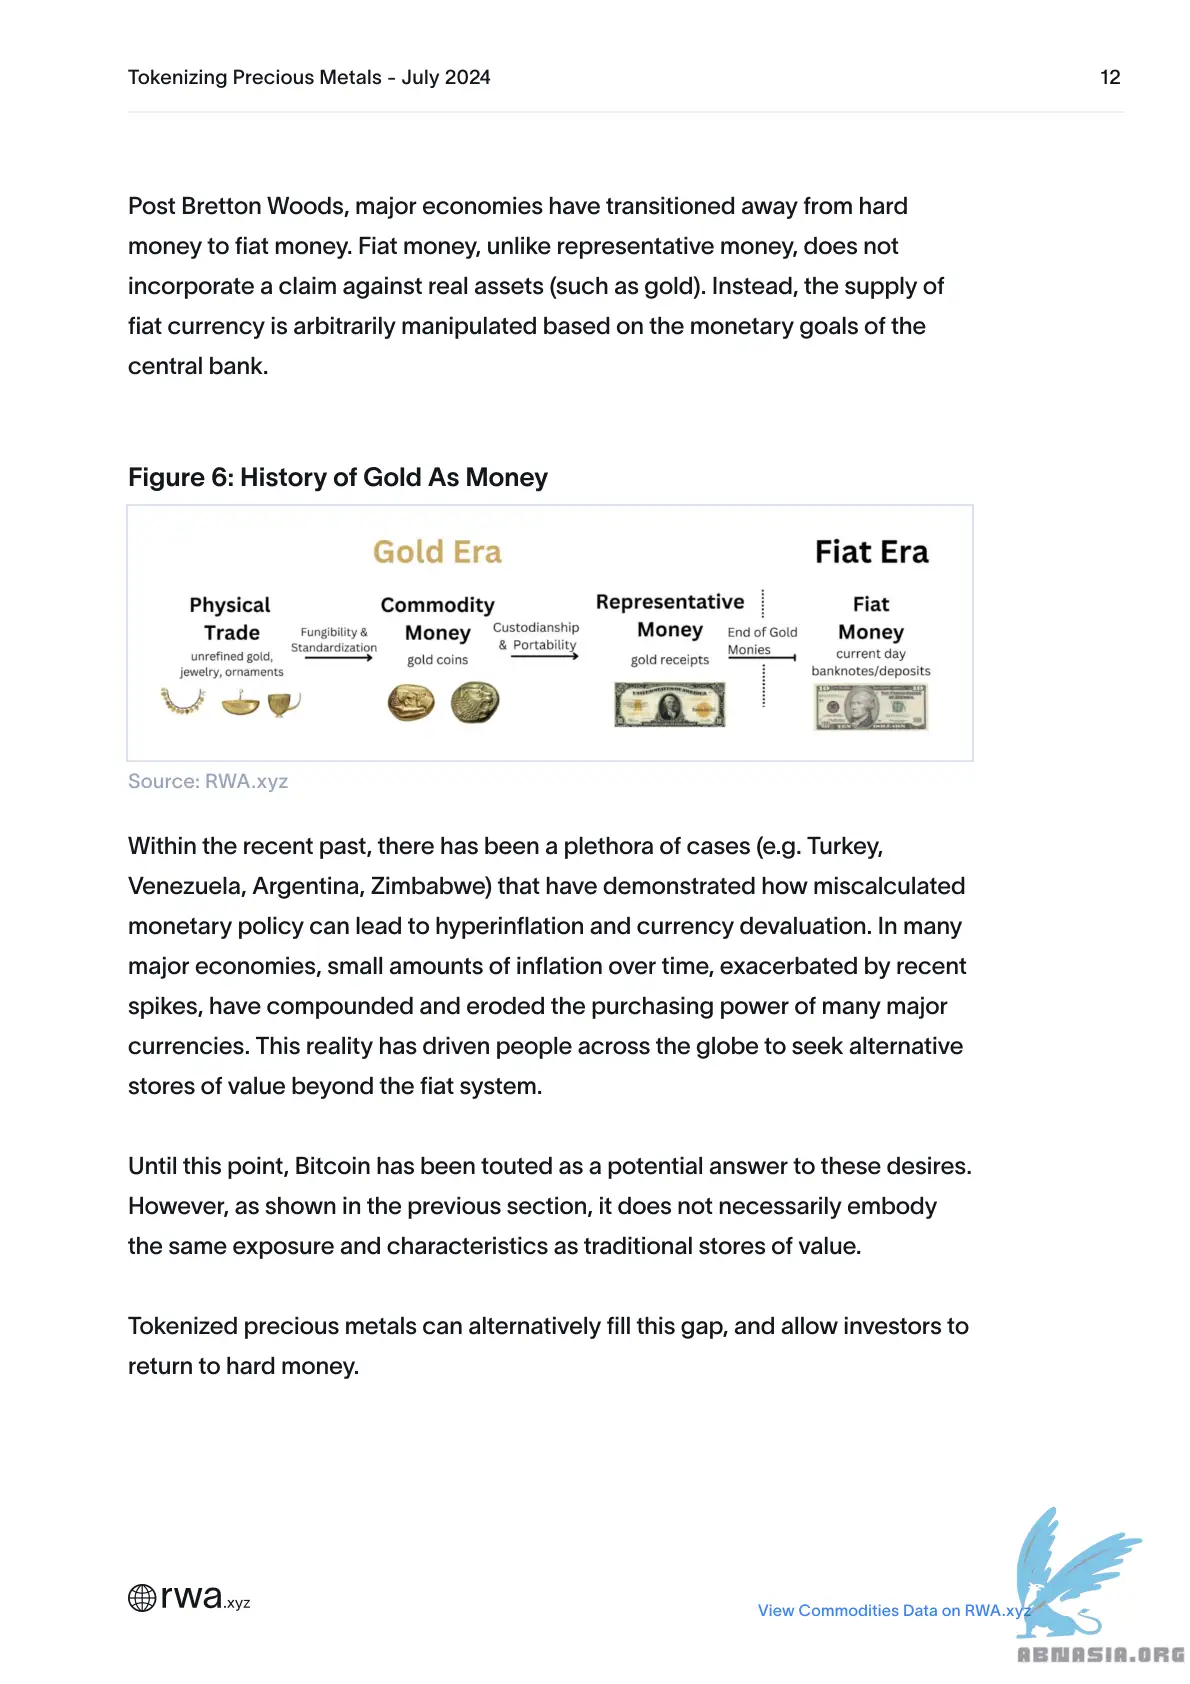 Tokenizing Precious Metals - July 2024
12
Post Bretton Woods, major economies have transitioned away from hard
money to fiat money. Fiat money, unlike representative money, does not
incorporate a claim against real assets (such as gold). Instead, the supply of
fiat currency is arbitrarily manipulated based on the monetary goals of the
central bank.
Figure 6: History of Gold As Money
Gold Era
Fiat Era
Physical
Trade
unrefined gold,
jewelry, ornaments
Fungibility &
Standardization
Commodity
Money
gold coins
Custodianship
& Portability
Representative
Money
gold receipts
End of Gold
Monies
Fiat
Money
current day
banknotes/deposits
Source: RWA.xyz
Within the recent past, there has been a plethora of cases (e.g. Turkey,
Venezuela, Argentina, Zimbabwe) that have demonstrated how miscalculated
monetary policy can lead to hyperinflation and currency devaluation. In many
major economies, small amounts of inflation over time, exacerbated by recent
spikes, have compounded and eroded the purchasing power of many major
currencies. This reality has driven people across the globe to seek alternative
stores of value beyond the fiat system.
Until this point, Bitcoin has been touted as a potential answer to these desires.
However, as shown in the previous section, it does not necessarily embody
the same exposure and characteristics as traditional stores of value.
Tokenized precious metals can alternatively fill this gap, and allow investors to
return to hard money.
rwa.xyz
View Commodities Data on RWA.xyz
ABNASIA.ORG